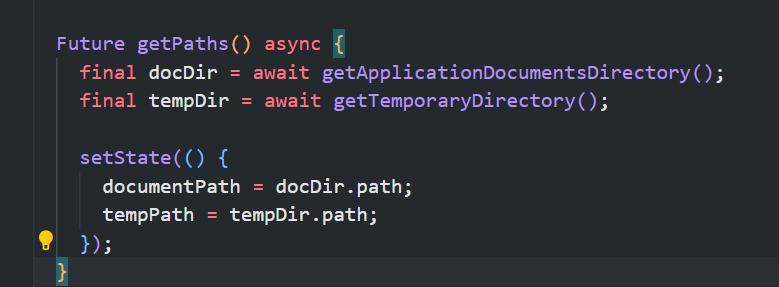 Future getPaths() async {
final docDir = await getApplicationDocumentsDirectory();
final tempDir = await getTemporaryDirectory();
setState(() {
documentPath = docDir.path;
tempPath = tempDir.path;
});
}